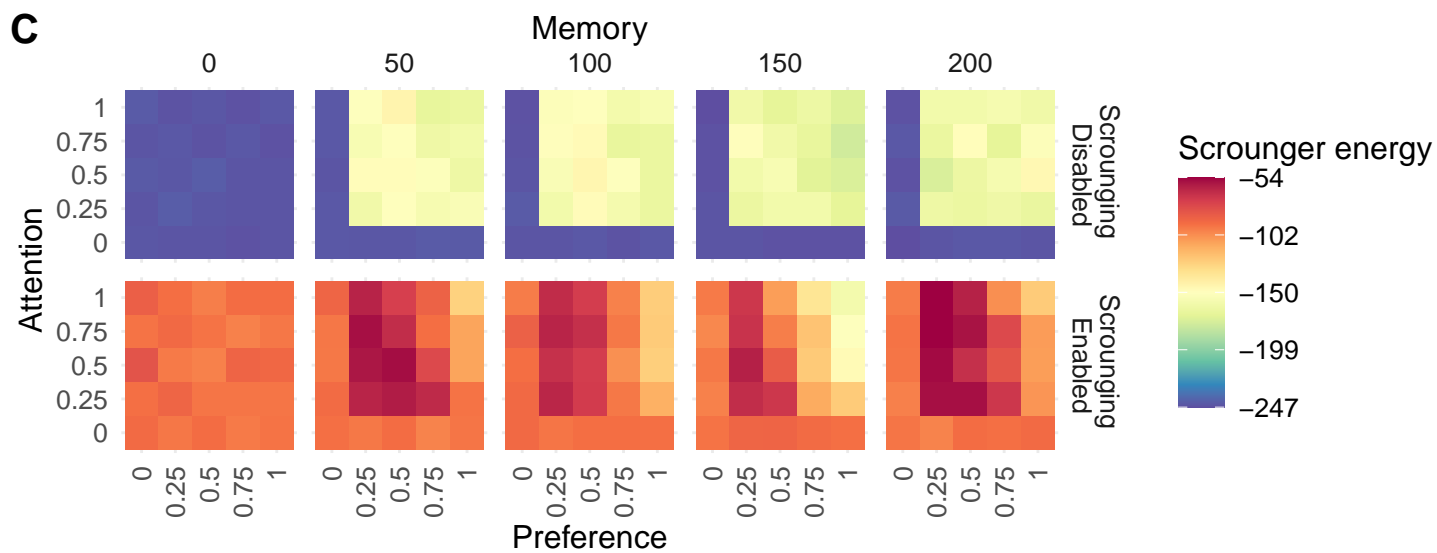 C
Memory
0 50 100 150 200
Attention
1
0.75
0.5
0.25
0
Scrounging
Disabled
1
0.75
0.5
0.25
0
Scrounging
Enabled
0 0.25 0.5 0.75 1 0 0.25 0.5 0.75 1 0 0.25 0.5 0.75 1 0 0.25 0.5 0.75 1 0 0.25 0.5 0.75 1
Preference
Scrounger energy
−54
−102
−150
−199
−247